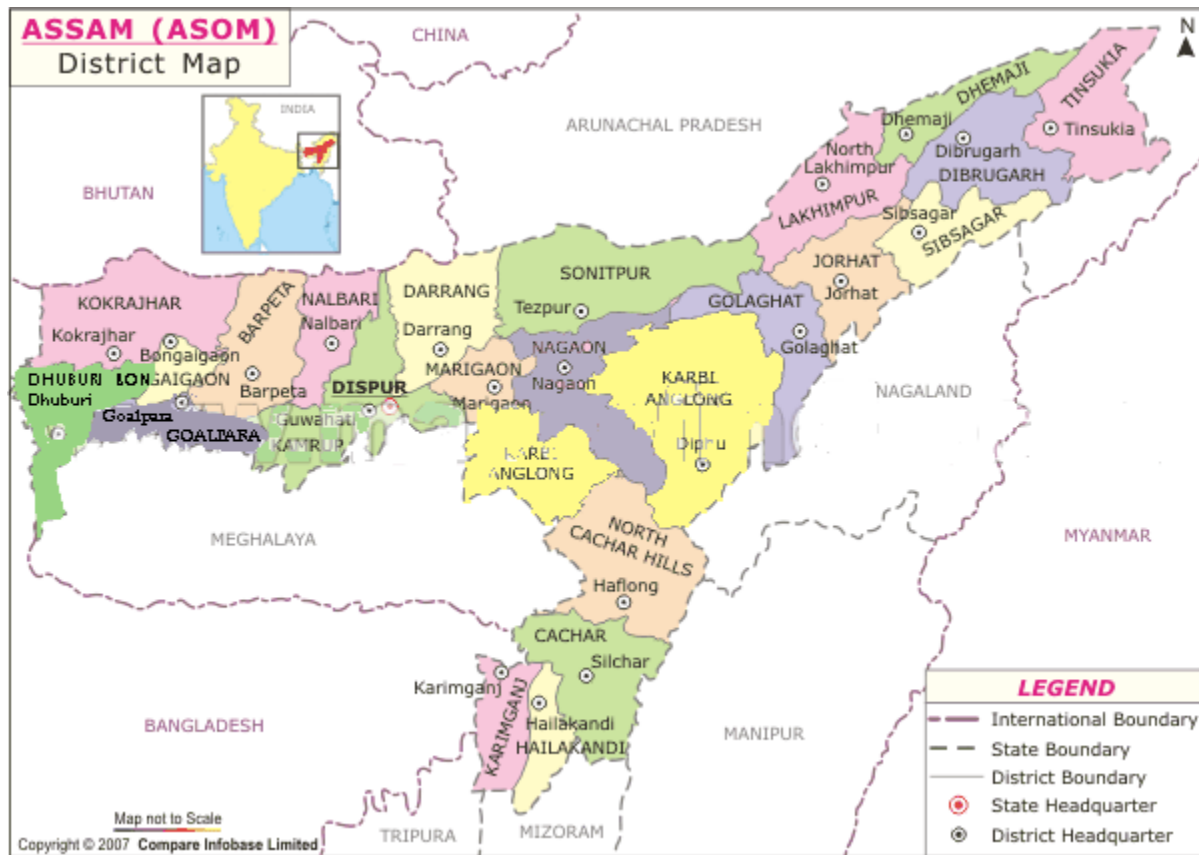 ASSAM (ASOM)
District Map
CHINA
N
INDIA
ARUNACHAL PRADESH
BHUTAN
DHEMAJI
Dhemaji
TINSUKIA
Tinsukia
North
Lakhimpur
LAKHIMPUR
Dibrugarh
DIBRUGARH
Sibsagar
SIBSAGAR
JORHAT
Jorhat
SONITPUR
Tezpur
GOLAGHAT
Golaghat
KOKRAJHAR
Kokrajhar
BARPETA
Barpeta
NALBARI
Nalbari
DARRANG
Darrang
Bongaigaon
DHUBURI BON
GAIGAON
Dhuburi
Goalpara
GOALPARA
DISPUR
Guwahati
KAMRUP
MARIGAON
Marigaon
NAGAON
Nagaon
KARBI
ANGLONG
Diphu
KARBI
ANGLONG
NAGALAND
MEGHALAYA
MYANMAR
NORTH
CACHAR HILLS
Haflong
CACHAR
Silchar
Karimganj
KARIMGANJ
Hailakandi
HAILAKANDI
BANGLADESH
MANIPUR
TRIPURA
MIZORAM
LEGEND
International Boundary
State Boundary
District Boundary
State Headquarter
District Headquarter
Map not to Scale
Copyright © 2007 Compare Infobase Limited